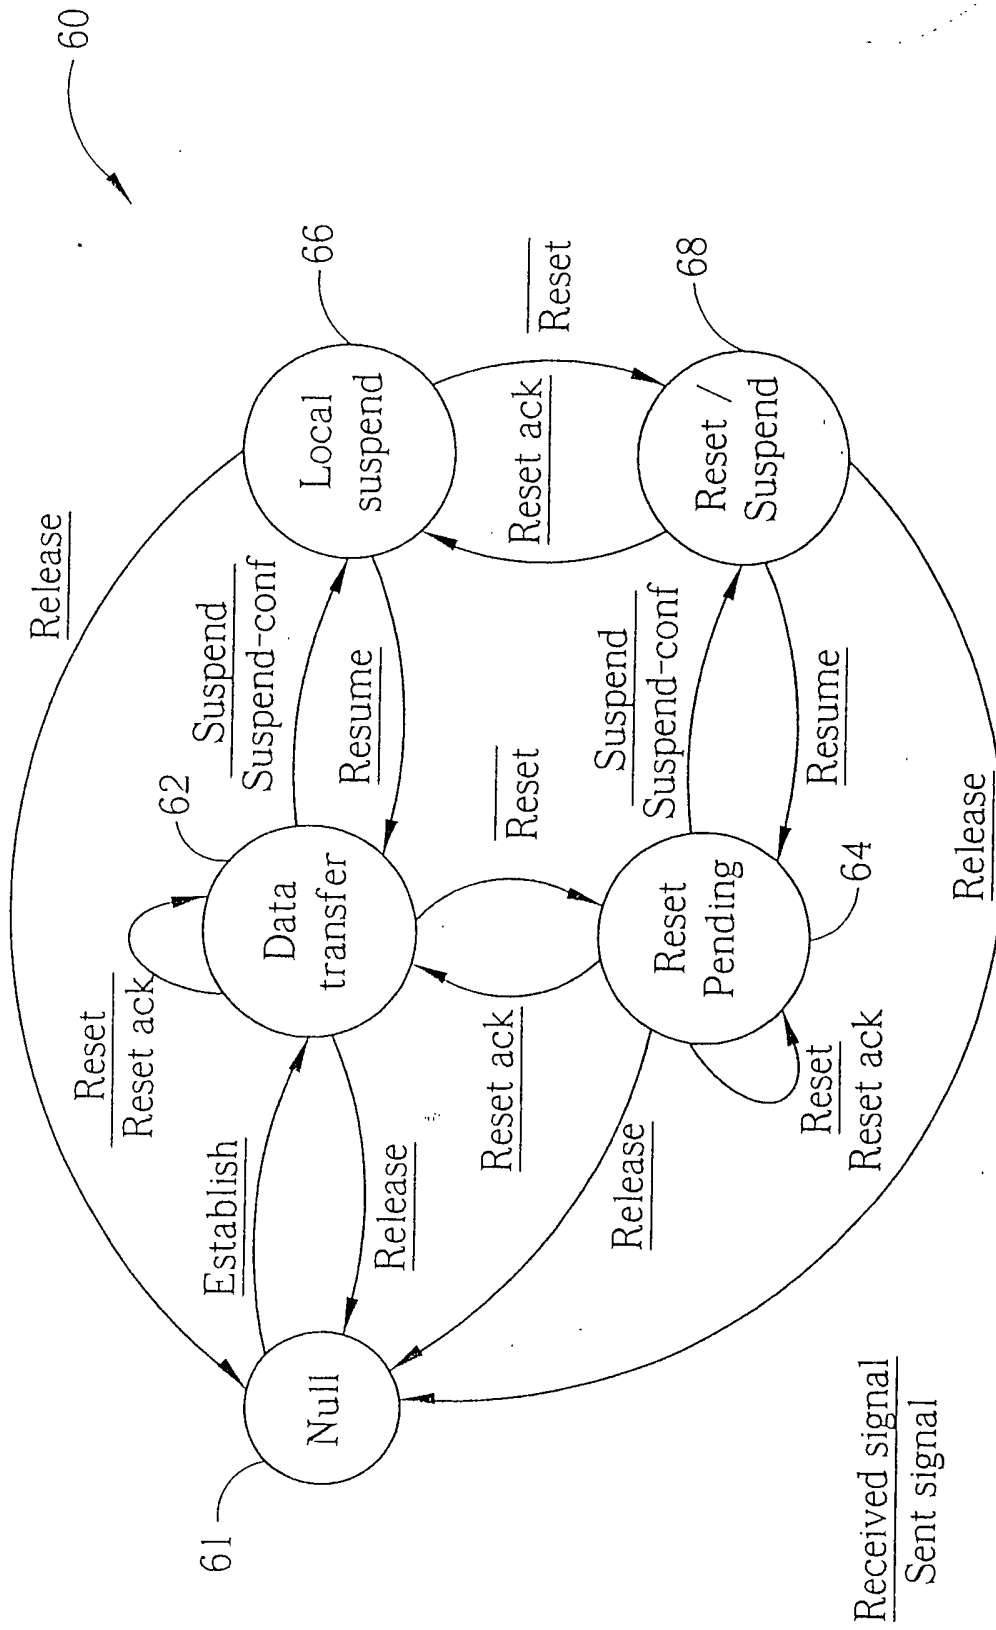 60
Release
66
Local
suspend
Suspend
Suspend-conf
Resume
62
Data
transfer
Reset
Reset ack
Establish
Release
61
Null
Reset
Reset ack
Reset
Reset ack
68
Reset /
Suspend
Suspend
Suspend-conf
Resume
64
Reset
Pending
Reset
Reset ack
Release
Release
Received signal
Sent signal